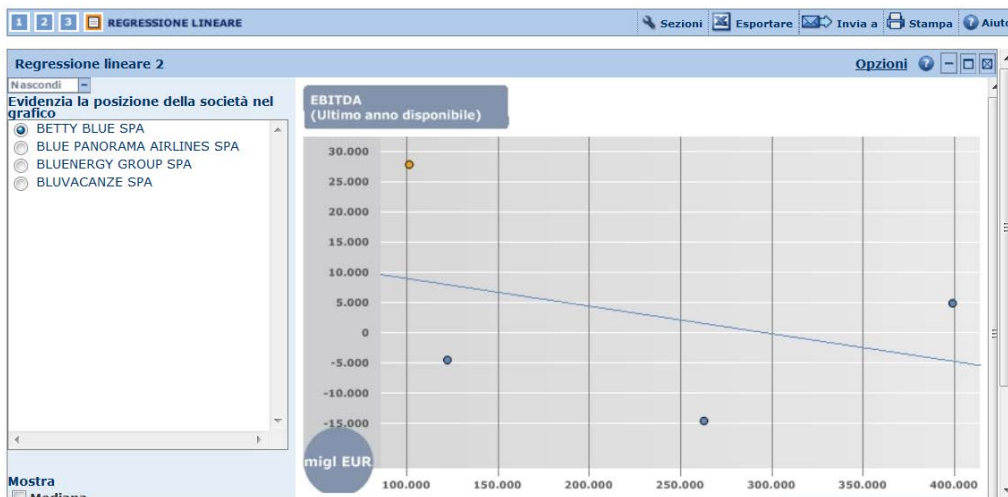 1 2 3 REGRESSIONE LINEARE Sezioni Esportare Invia a Stampa Aiuto
Regressione lineare 2 Opzioni
Nascondi
Evidenzia la posizione della società nel
grafico
BETTY BLUE SPA
BLUE PANORAMA AIRLINES SPA
BLUENERGY GROUP SPA
BLUVACANZE SPA
Mostra
Mediana
EBITDA
(Ultimo anno disponibile)
30.000
25.000
20.000
15.000
10.000
5.000
0
-5.000
-10.000
-15.000
migl EUR
100.000 150.000 200.000 250.000 300.000 350.000 400.000